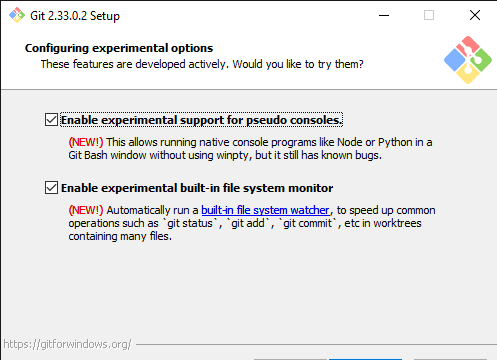 Git 2.33.0.2 Setup
Configuring experimental options
These features are developed actively. Would you like to try them?
Enable experimental support for pseudo consoles.
(NEW!) This allows running native console programs like Node or Python in a
Git Bash window without using winpty, but it still has known bugs.
Enable experimental built-in file system monitor
(NEW!) Automatically run a built-in file system watcher, to speed up common
operations such as `git status`, `git add`, `git commit`, etc in worktrees
containing many files.
https://gitforwindows.org/